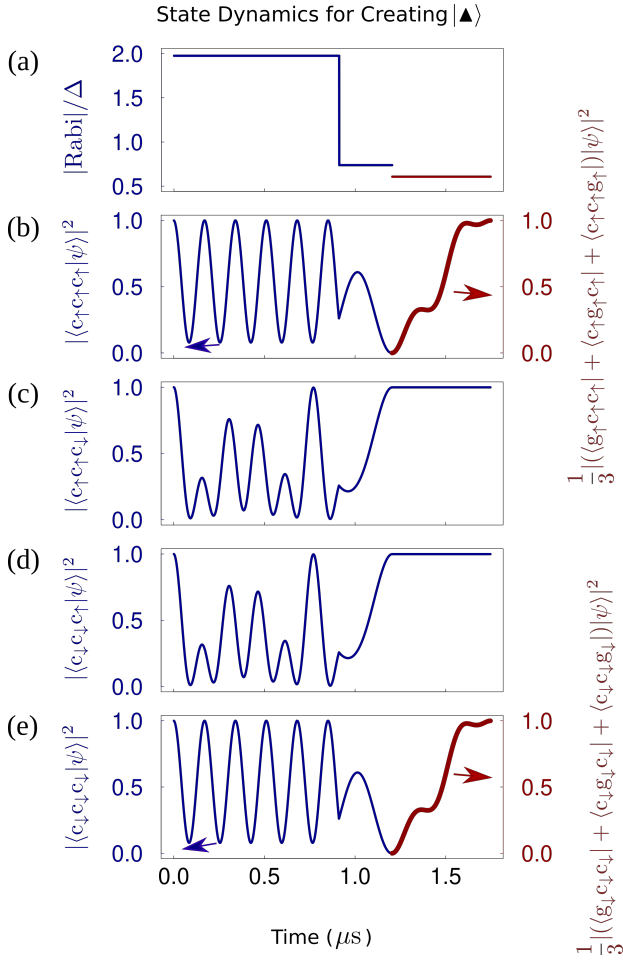 State Dynamics for Creating |▲⟩
(a)
|Rabi|/Δ
2.0
1.5
1.0
0.5
(b)
|⟨c↑c↑c↑|ψ⟩|²
1.0
0.5
0.0
1.0
0.5
0.0
1/3|(⟨g↑c↑c↑| + ⟨c↑g↑c↑| + ⟨c↑c↑g↑|)|ψ⟩|²
(c)
|⟨c↑c↑c↓|ψ⟩|²
1.0
0.5
0.0
(d)
|⟨c↓c↓c↑|ψ⟩|²
1.0
0.5
0.0
(e)
|⟨c↓c↓c↓|ψ⟩|²
1.0
0.5
0.0
1.0
0.5
0.0
1/3|(⟨g↓c↓c↓| + ⟨c↓g↓c↓| + ⟨c↓c↓g↓|)|ψ⟩|²
0.0 0.5 1.0 1.5
Time (μs)